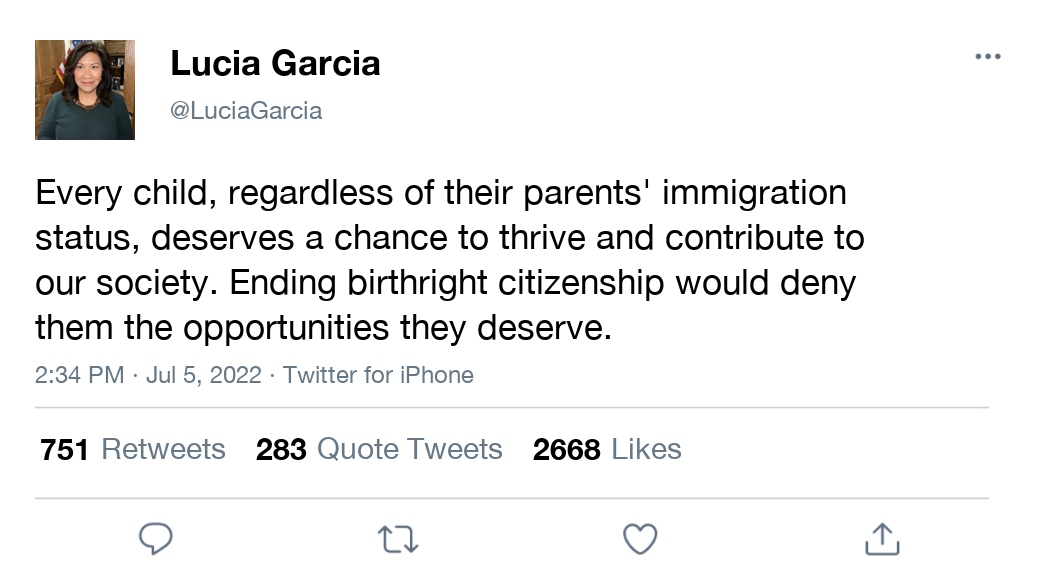 Lucia Garcia
@LuciaGarcia
Every child, regardless of their parents' immigration
status, deserves a chance to thrive and contribute to
our society. Ending birthright citizenship would deny
them the opportunities they deserve.
2:34 PM · Jul 5, 2022 · Twitter for iPhone
751 Retweets 283 Quote Tweets 2668 Likes